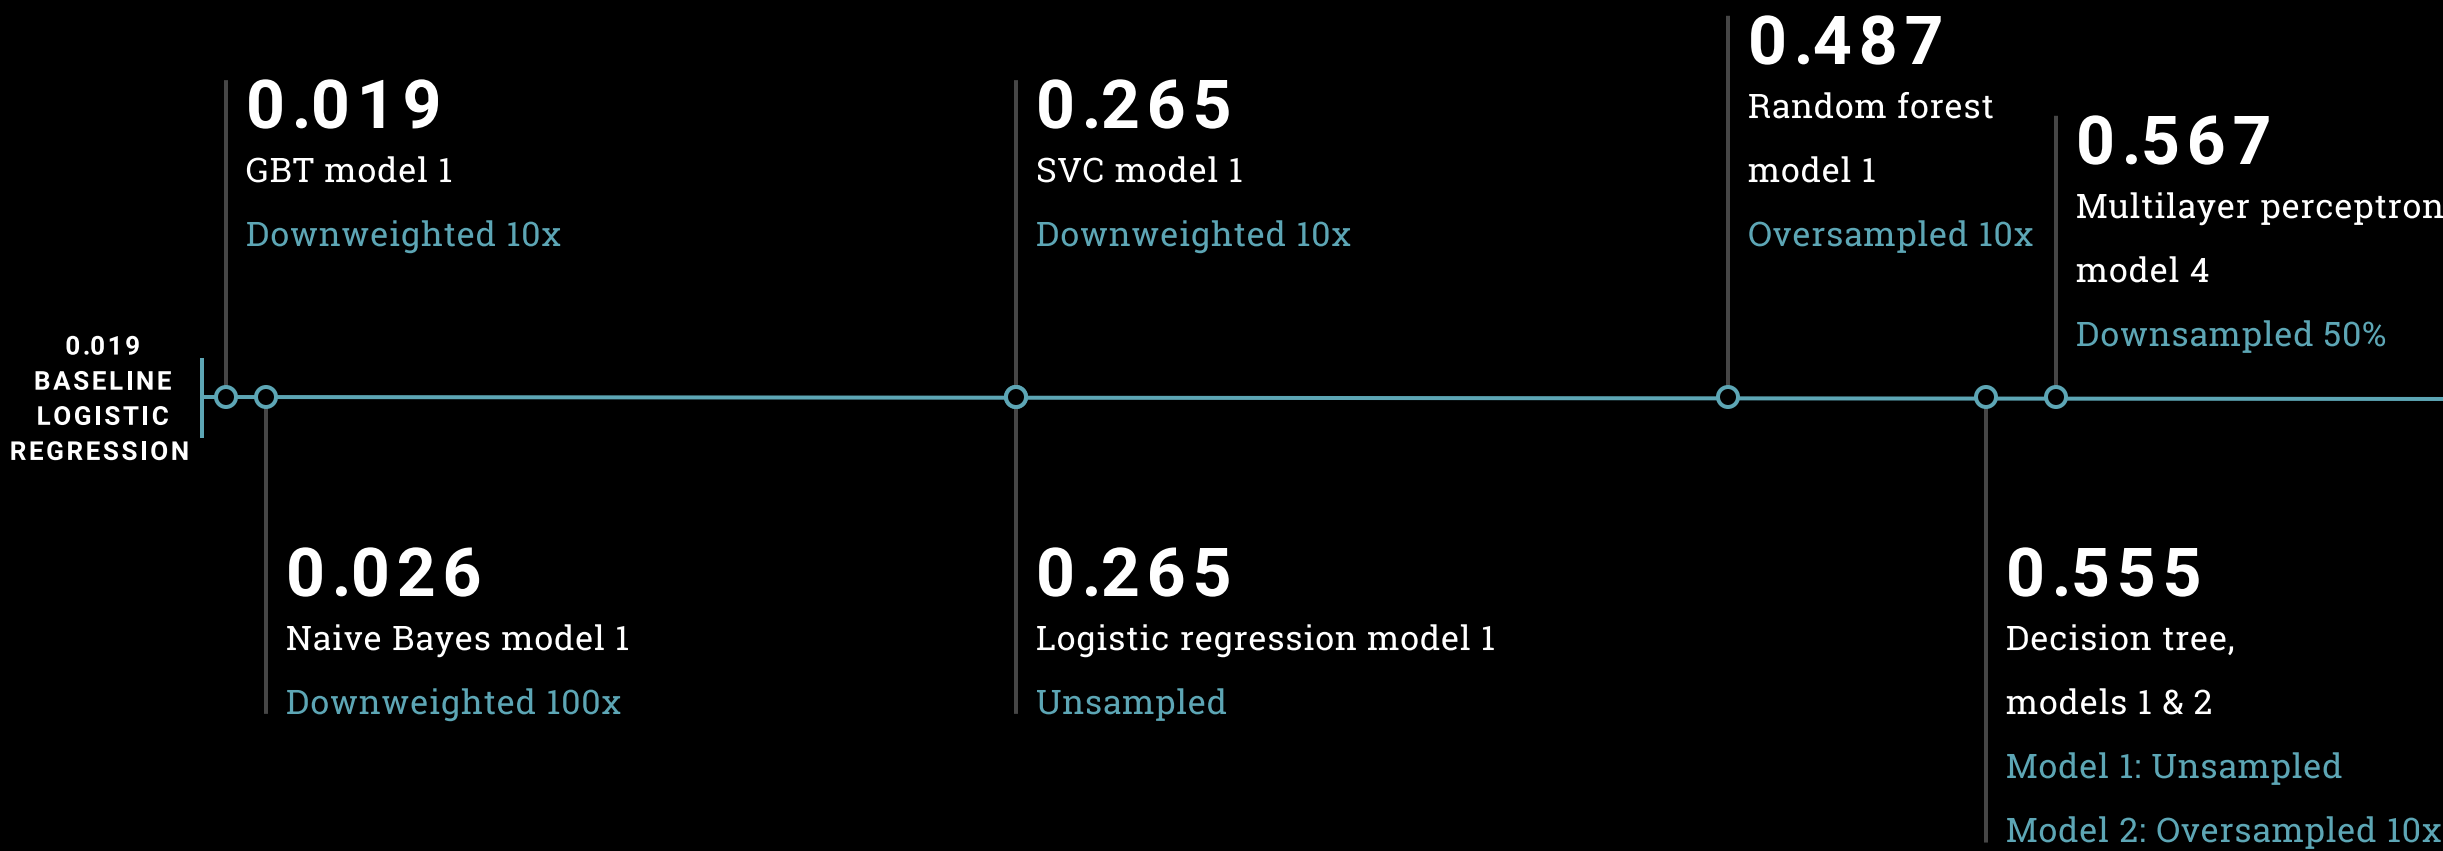 0.019
BASELINE
LOGISTIC
REGRESSION
0.019
GBT model 1
Downweighted 10x
0.026
Naive Bayes model 1
Downweighted 100x
0.265
SVC model 1
Downweighted 10x
0.265
Logistic regression model 1
Unsampled
0.487
Random forest
model 1
Oversampled 10x
0.555
Decision tree,
models 1 & 2
Model 1: Unsampled
Model 2: Oversampled 10x
0.567
Multilayer perceptron
model 4
Downsampled 50%